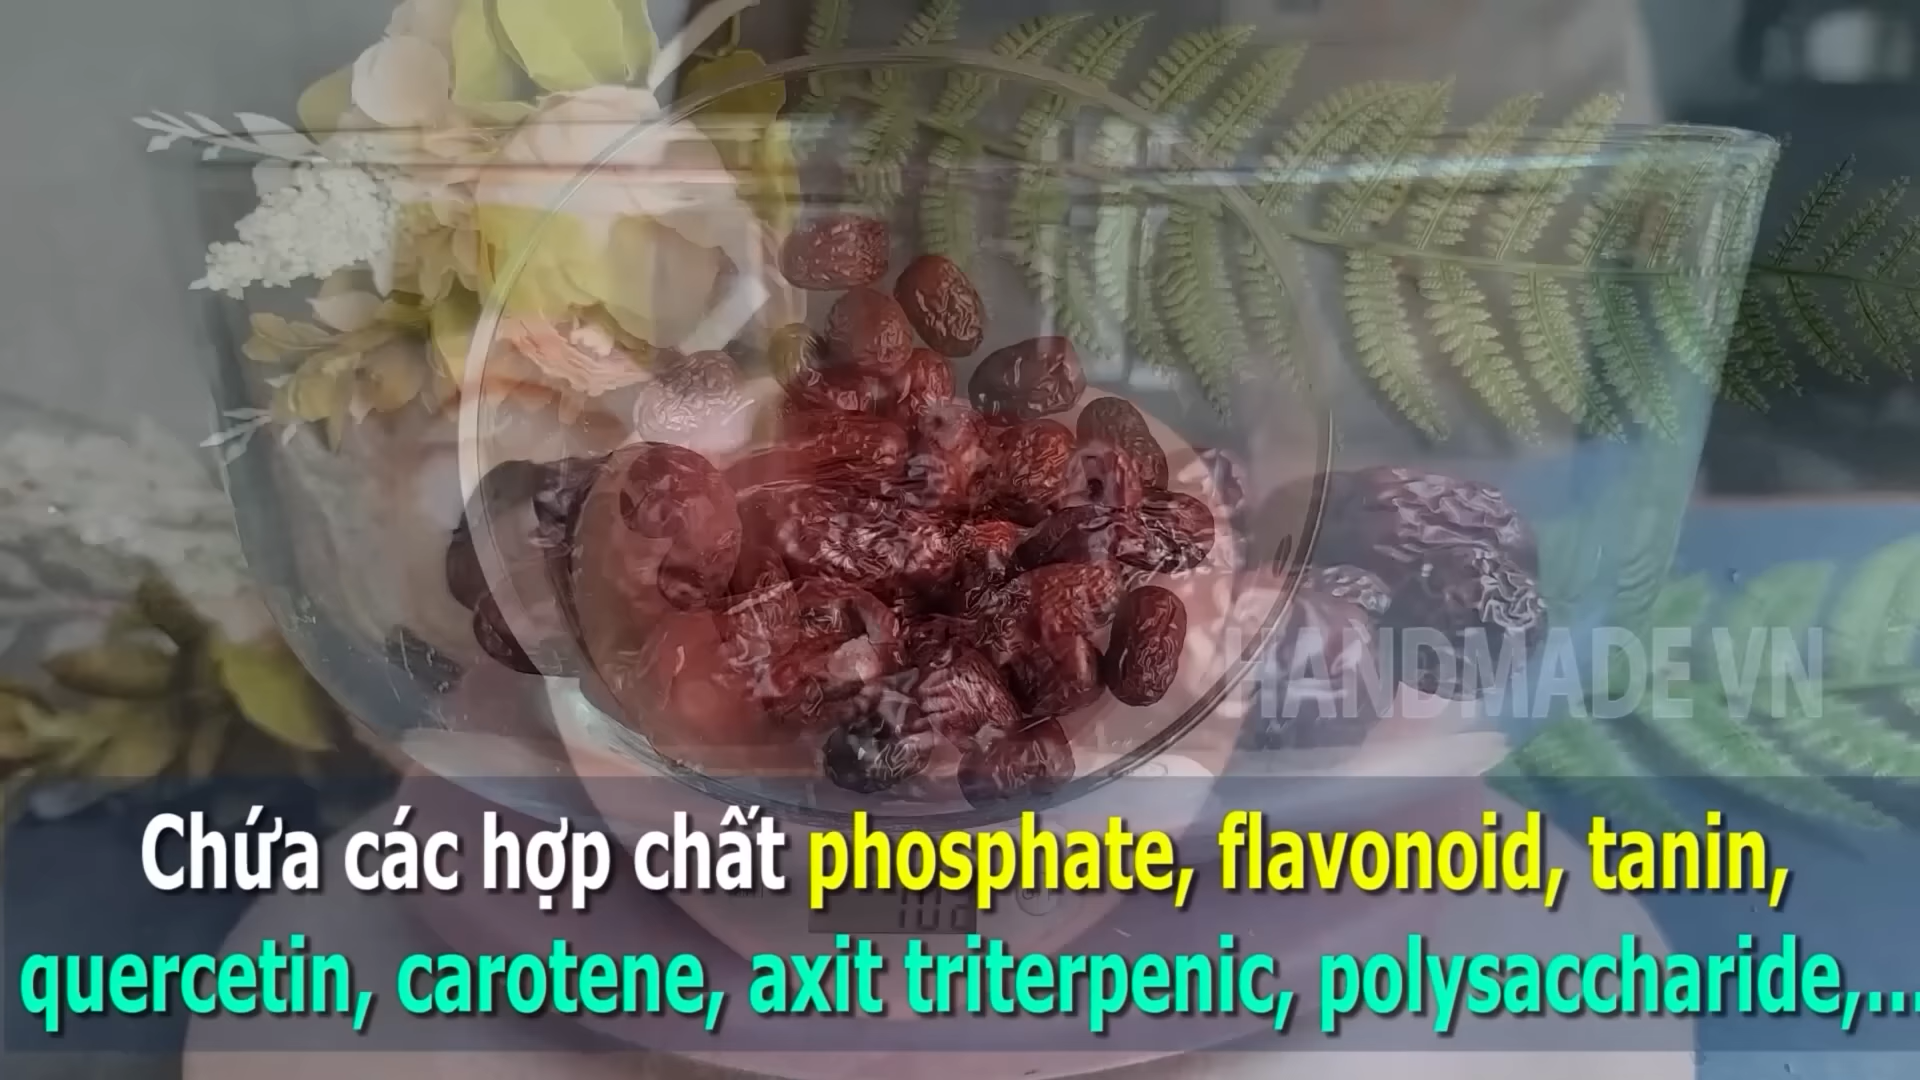 HANDMADE VN
Chứa các hợp chất phosphate, flavonoid, tanin,
quercetin, carotene, axit triterpenic, polysaccharide,...